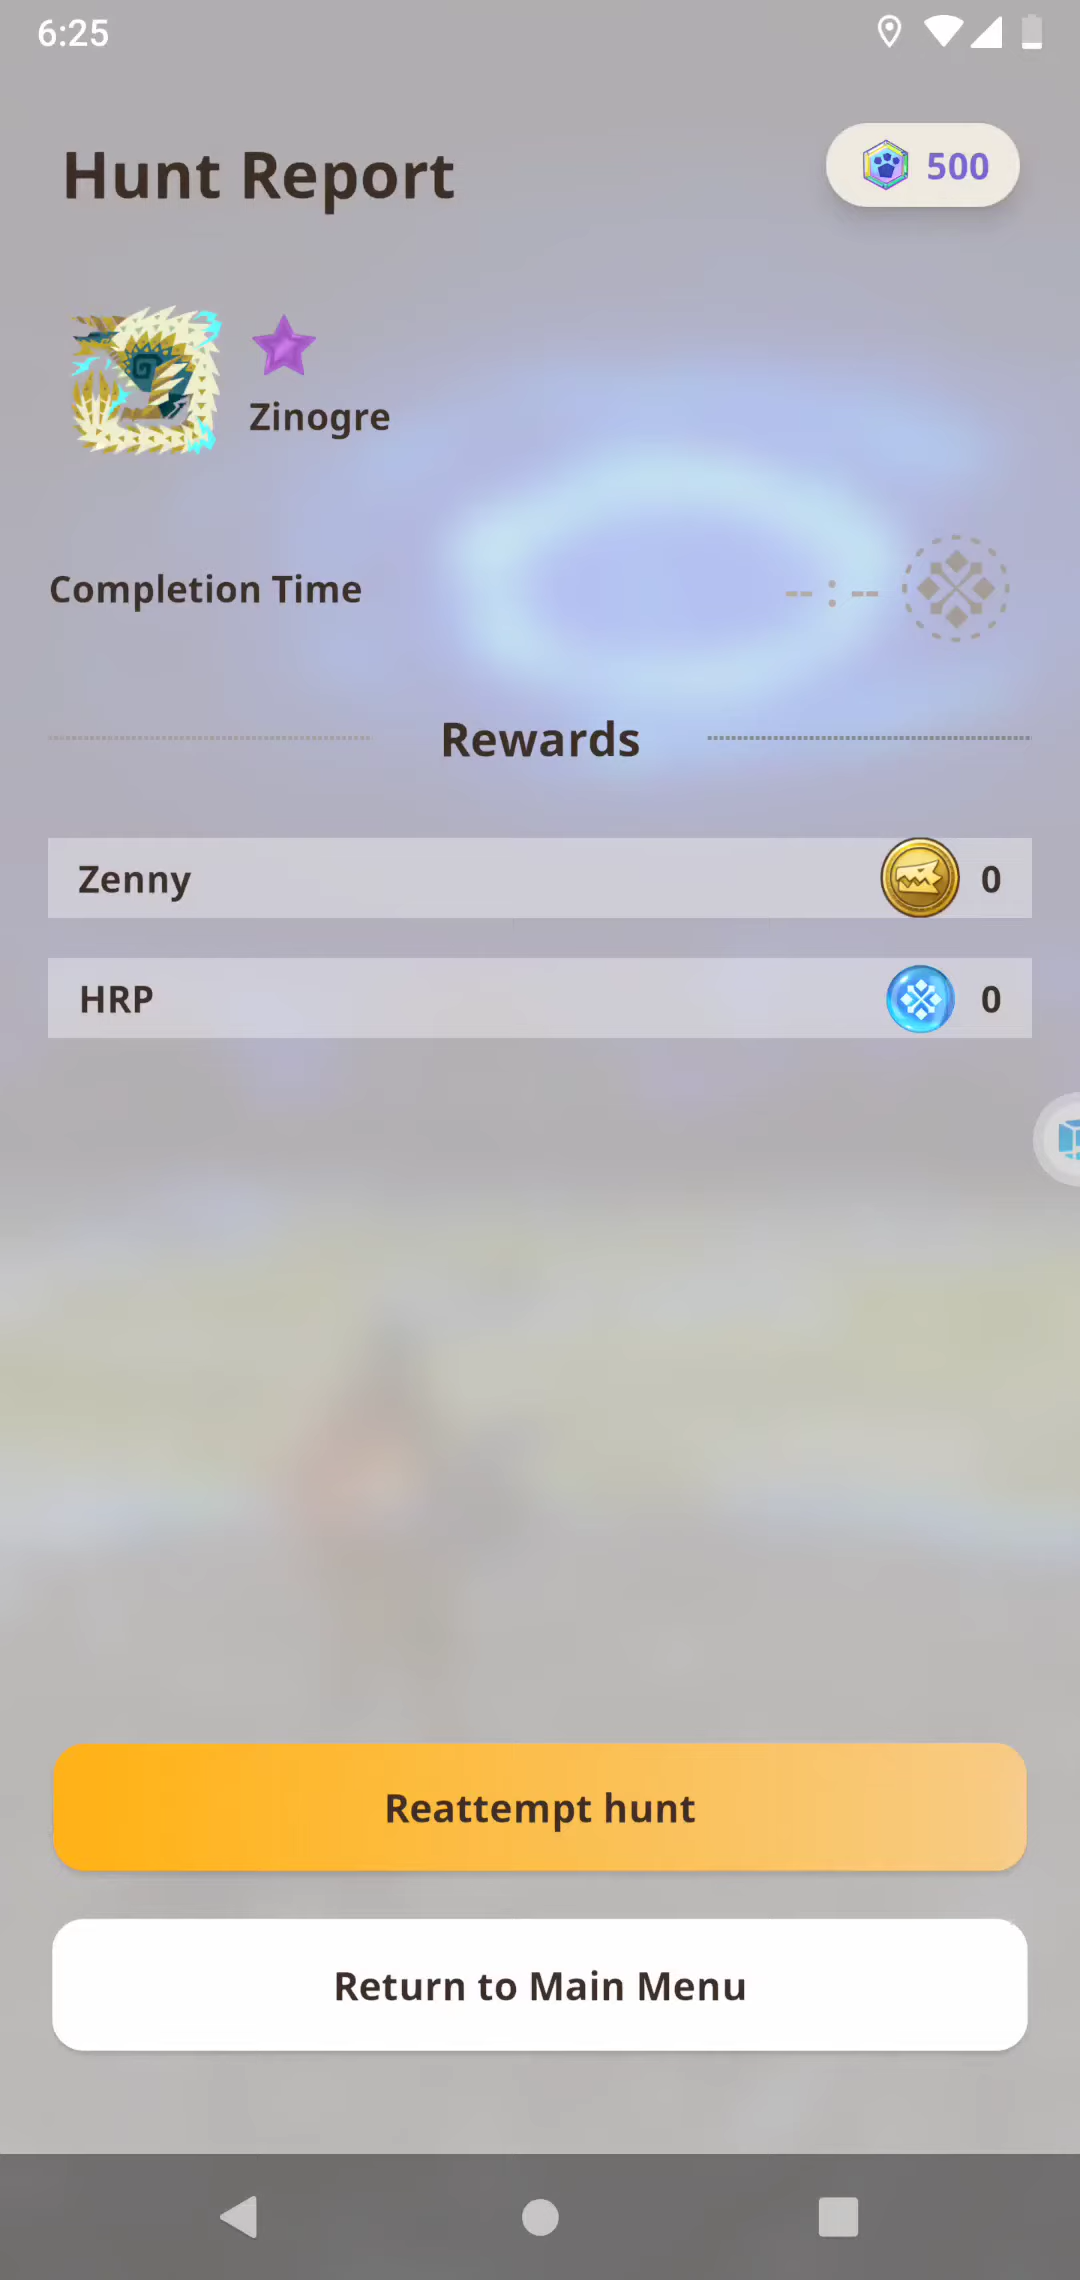 6:25
Hunt Report
500
Zinogre
Completion Time
-- : --
Rewards
Zenny
0
HRP
0
Reattempt hunt
Return to Main Menu